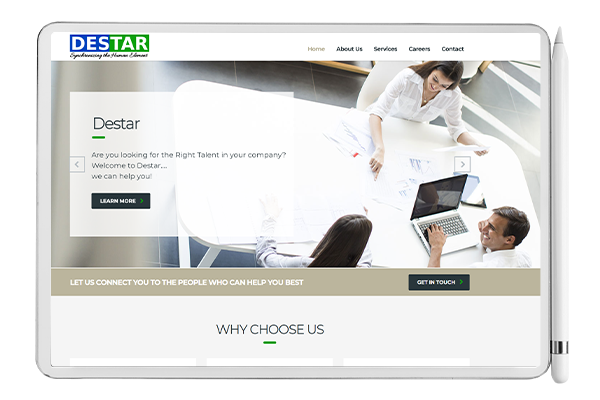 DESTAR
Synchronizing the Human Element
Home About Us Services Careers Contact
Destar
Are you looking for the Right Talent in your company?
Welcome to Destar....
we can help you!
LEARN MORE
LET US CONNECT YOU TO THE PEOPLE WHO CAN HELP YOU BEST
GET IN TOUCH
WHY CHOOSE US